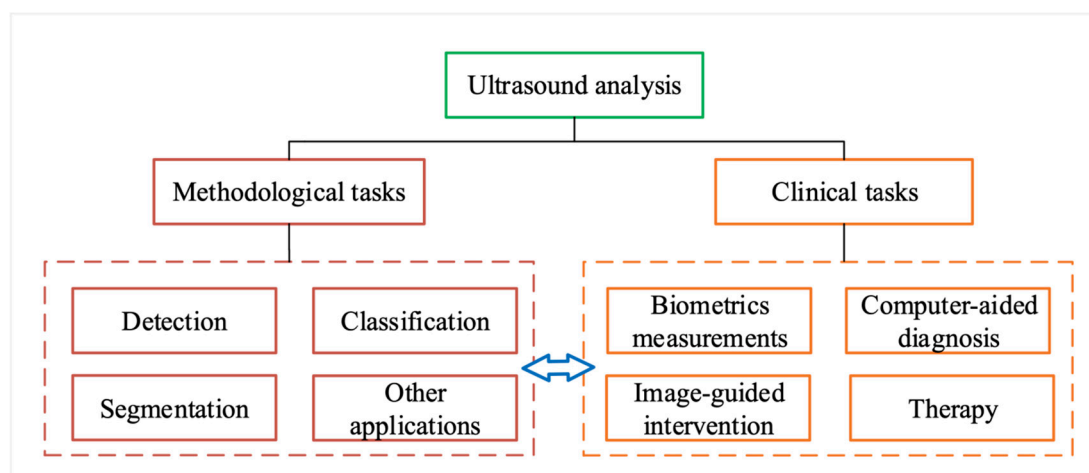 Ultrasound analysis
Methodological tasks
Clinical tasks
Detection
Classification
Segmentation
Other
applications
Biometrics
measurements
Computer-aided
diagnosis
Image-guided
intervention
Therapy